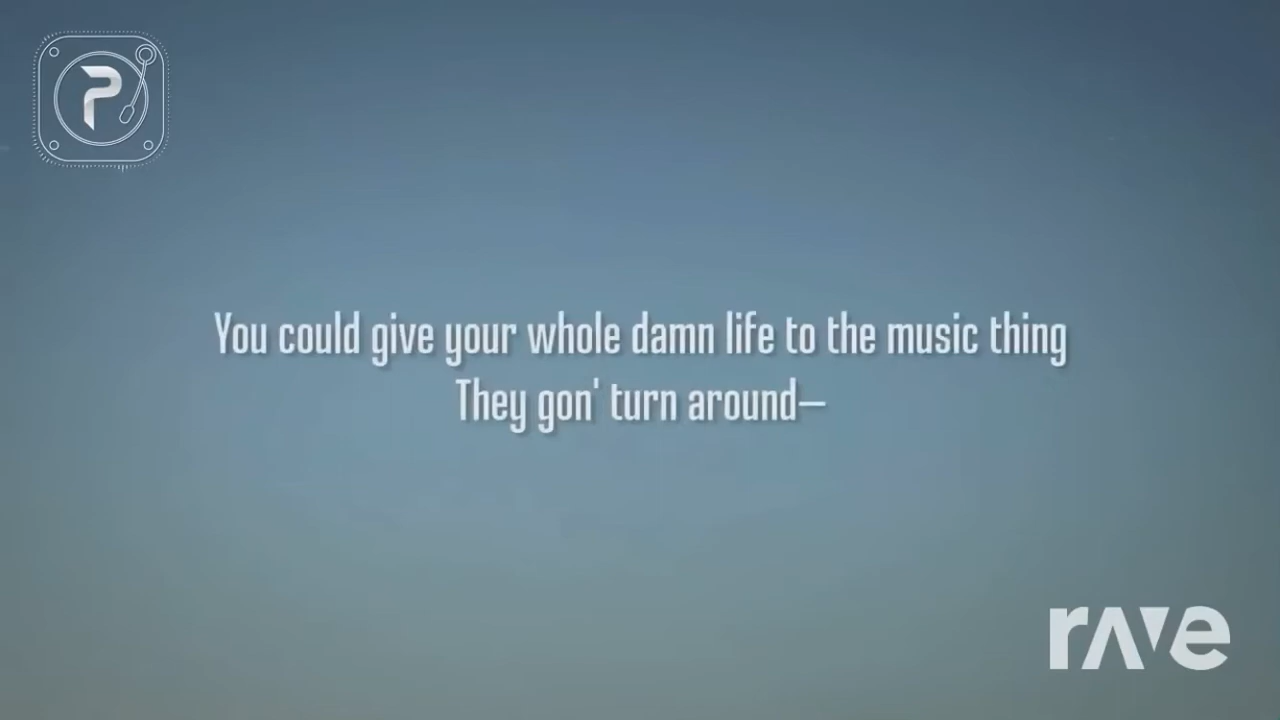 P
You could give your whole damn life to the music thing
They gon' turn around—
rave